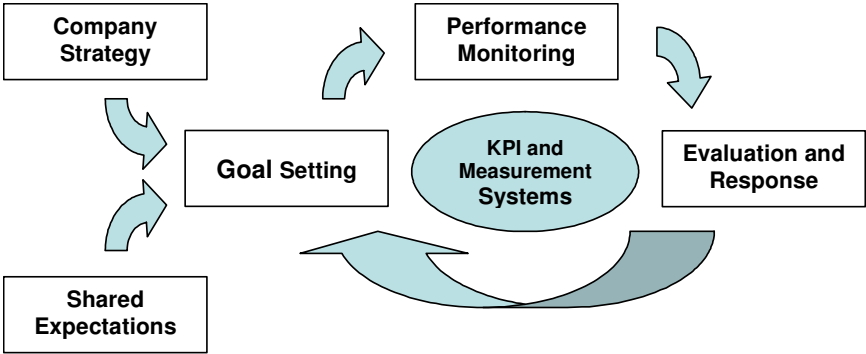 Company
Strategy
Performance
Monitoring
Goal Setting
KPI and
Measurement
Systems
Evaluation and
Response
Shared
Expectations